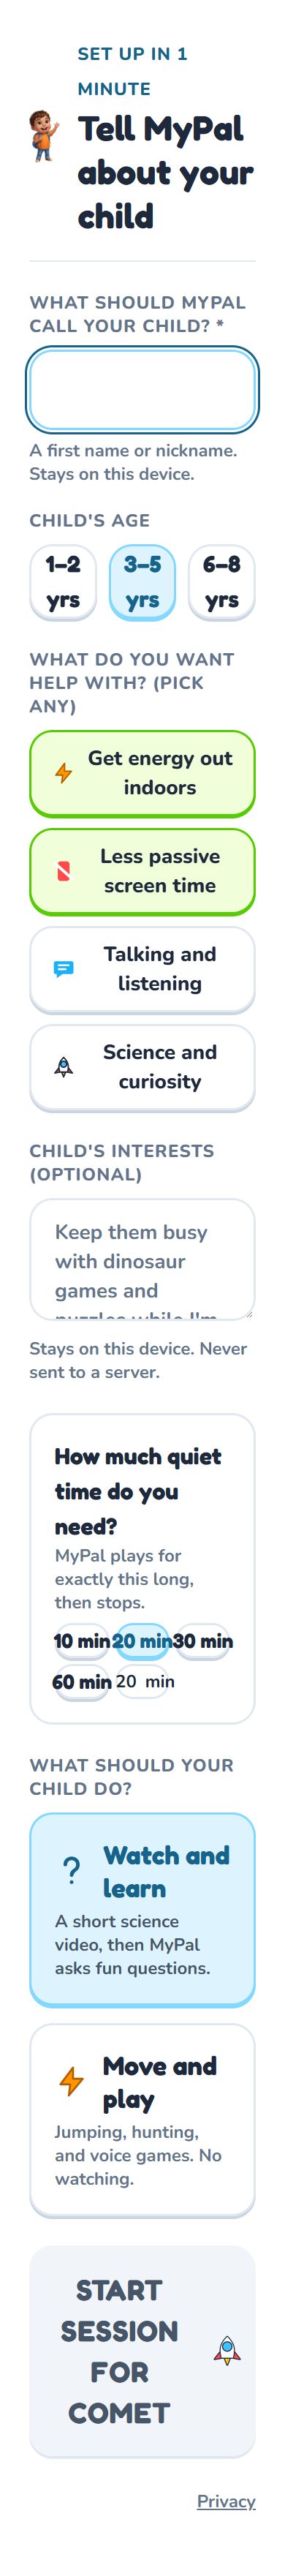 SET UP IN 1
MINUTE
Tell MyPal
about your
child
WHAT SHOULD MYPAL
CALL YOUR CHILD? *
A first name or nickname.
Stays on this device.
CHILD'S AGE
1–2
yrs
3–5
yrs
6–8
yrs
WHAT DO YOU WANT
HELP WITH? (PICK
ANY)
Get energy out
indoors
Less passive
screen time
Talking and
listening
Science and
curiosity
CHILD'S INTERESTS
(OPTIONAL)
Keep them busy
with dinosaur
games and
puzzles while I'm
Stays on this device. Never
sent to a server.
How much quiet
time do you
need?
MyPal plays for
exactly this long,
then stops.
10 min 20 min 30 min
60 min 20 min
WHAT SHOULD YOUR
CHILD DO?
Watch and
learn
A short science
video, then MyPal
asks fun questions.
Move and
play
Jumping, hunting,
and voice games. No
watching.
START
SESSION
FOR
COMET
Privacy